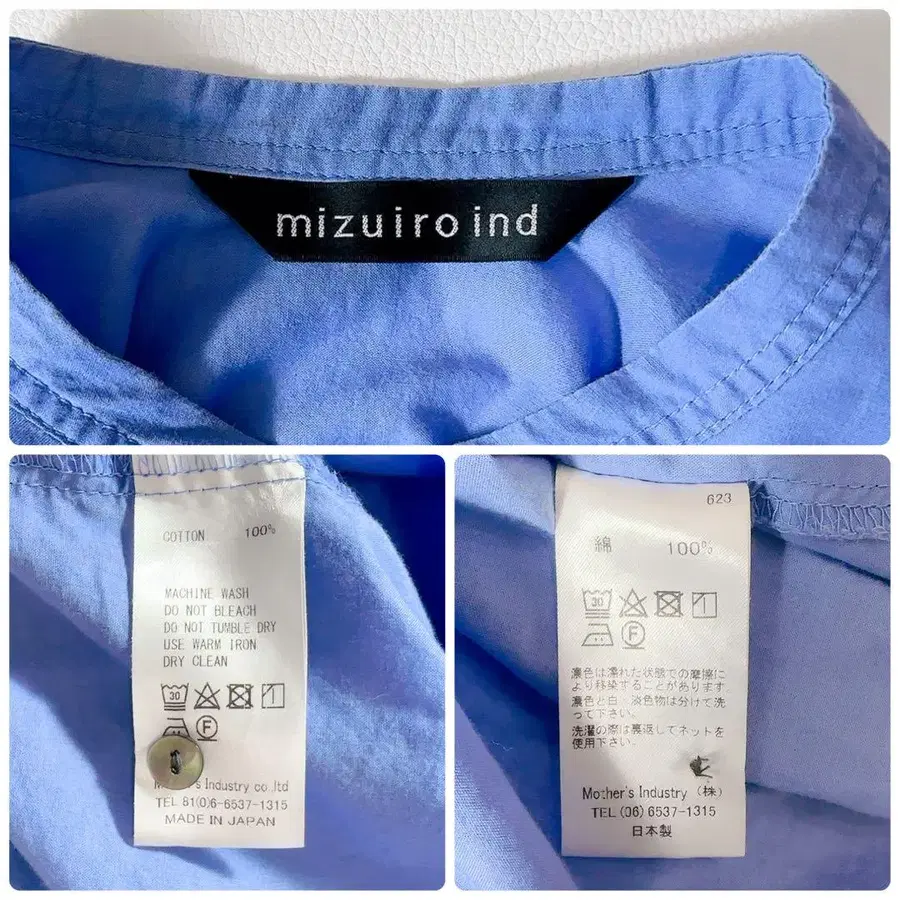 mizuiro ind
COTTON 100%
MACHINE WASH
DO NOT BLEACH
DO NOT TUMBLE DRY
USE WARM IRON
DRY CLEAN
30
F
Industry co.ltd
TEL 81(0)6-6537-1315
MADE IN JAPAN
623
綿 100%
30
F
濃色は濡れた状態での摩擦に
より移染することがあります
濃色と白・淡色物は分けて洗
って下さい。
洗濯の際は裏返してネットを
使用下さい。
Mother's Industry (株)
TEL(06)6537-1315
日本製